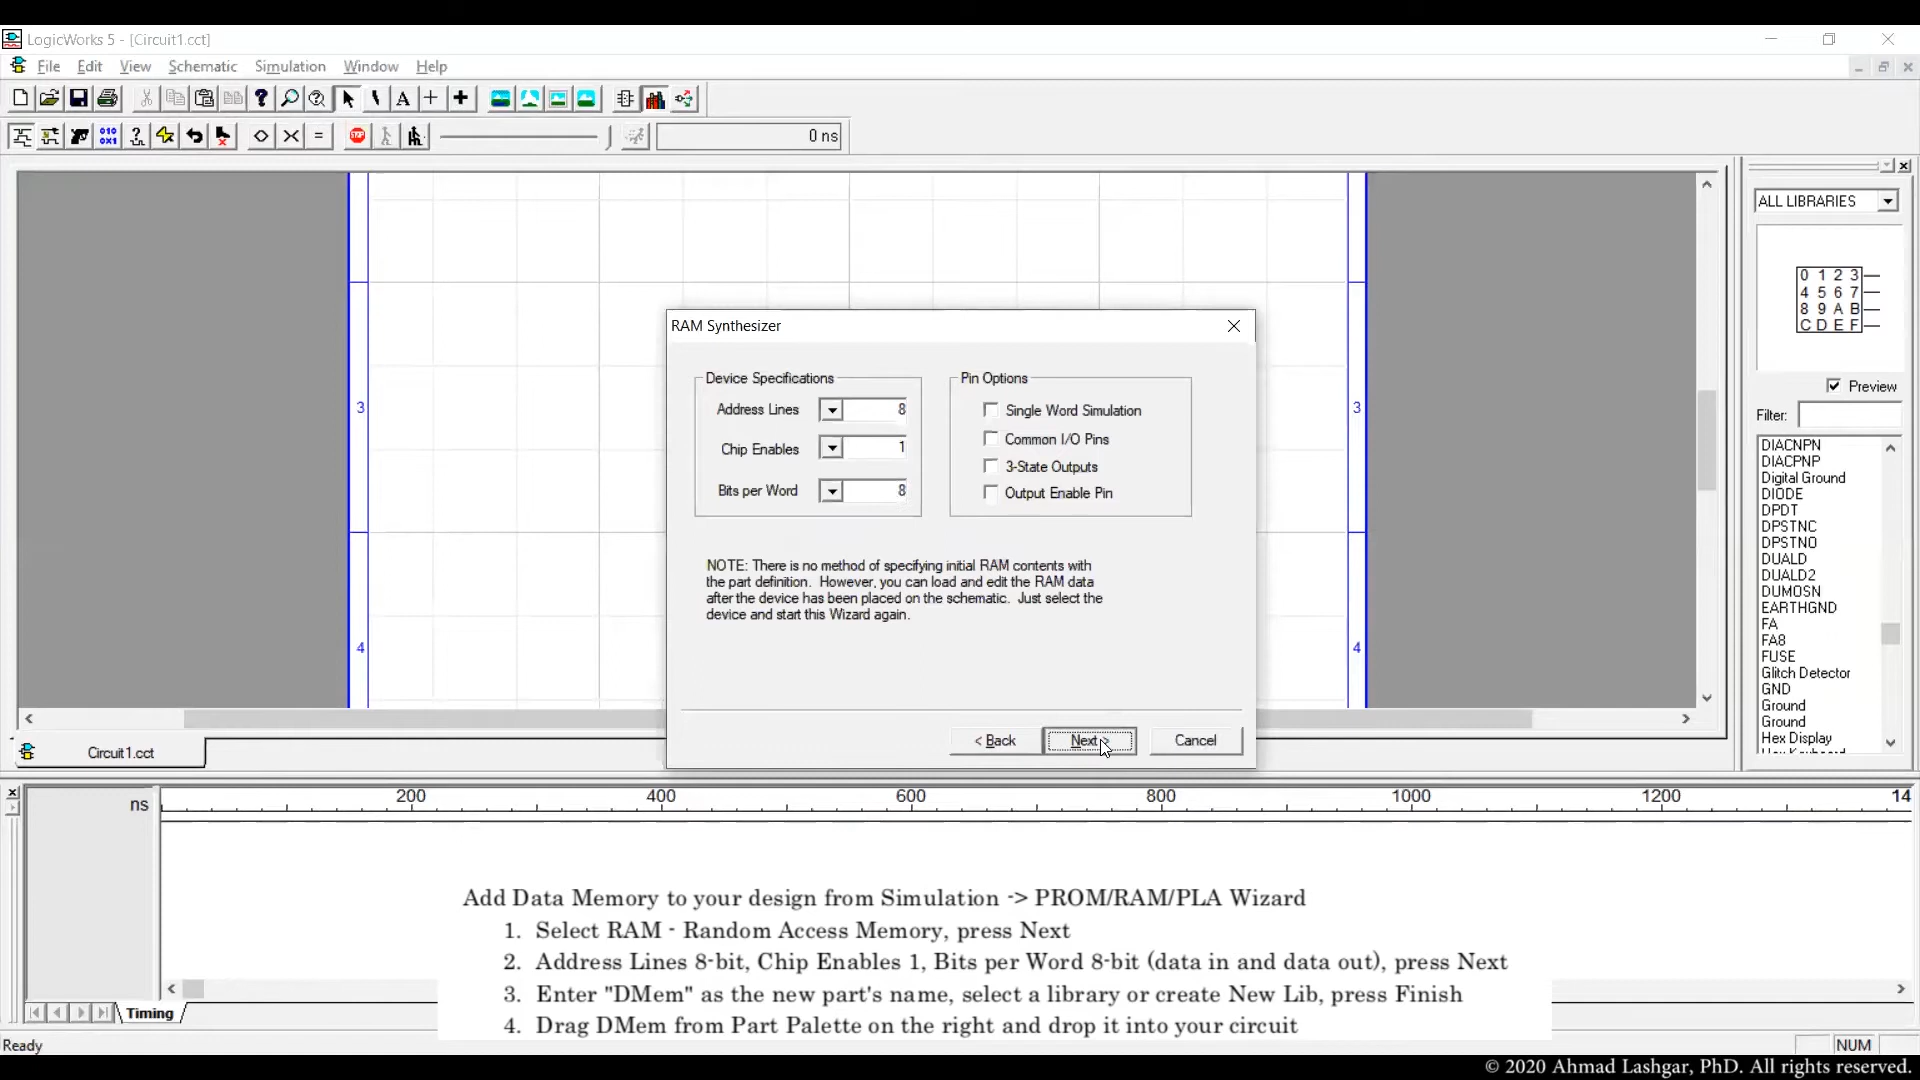 LogicWorks 5 - [Circuit1.cct]
File Edit View Schematic Simulation Window Help
0 ns
ALL LIBRARIES
0 1 2 3
4 5 6 7
8 9 A B
C D E F
Preview
Filter:
DIACNPN
DIACPNP
Digital Ground
DIODE
DPDT
DPSTNC
DPSTNO
DUALD
DUALD2
DUMOSN
EARTHGND
FA
FA8
FUSE
Glitch Detector
GND
Ground
Ground
Hex Display
Hex Keyboard
3
4
3
4
RAM Synthesizer
Device Specifications
Address Lines 8
Chip Enables 1
Bits per Word 8
Pin Options
Single Word Simulation
Common I/O Pins
3-State Outputs
Output Enable Pin
NOTE: There is no method of specifying initial RAM contents with
the part definition. However, you can load and edit the RAM data
after the device has been placed on the schematic. Just select the
device and start this Wizard again.
< Back Next > Cancel
Circuit1.cct
ns 200 400 600 800 1000 1200 14
Add Data Memory to your design from Simulation -> PROM/RAM/PLA Wizard
1. Select RAM - Random Access Memory, press Next
2. Address Lines 8-bit, Chip Enables 1, Bits per Word 8-bit (data in and data out), press Next
3. Enter "DMem" as the new part's name, select a library or create New Lib, press Finish
4. Drag DMem from Part Palette on the right and drop it into your circuit
Timing
Ready
NUM
© 2020 Ahmad Lashgar, PhD. All rights reserved.